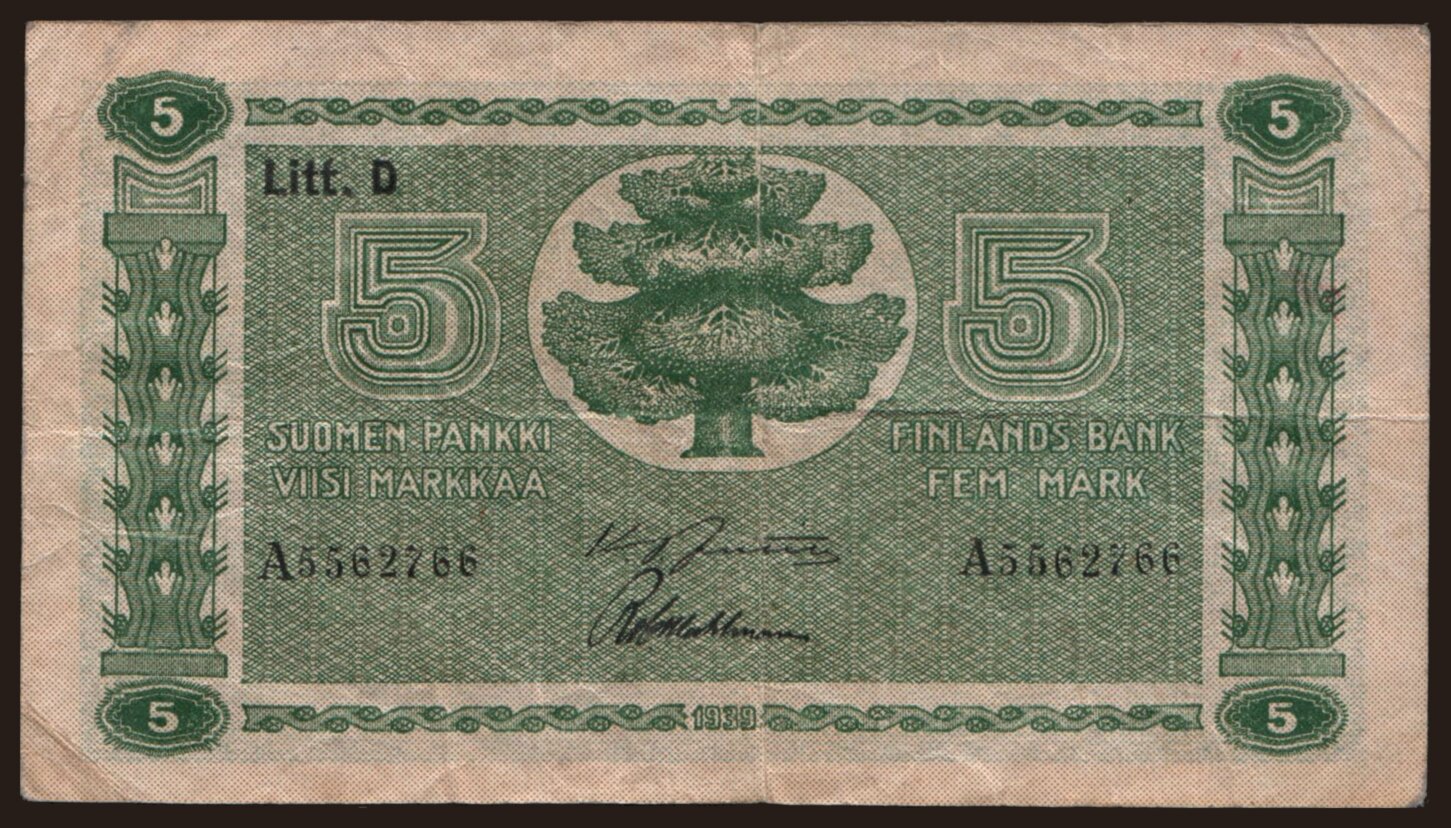 5 5
Litt. D
5 5
SUOMEN PANKKI FINLANDS BANK
VIISI MARKKAA FEM MARK
A5562766 A5562766
5 1939 5